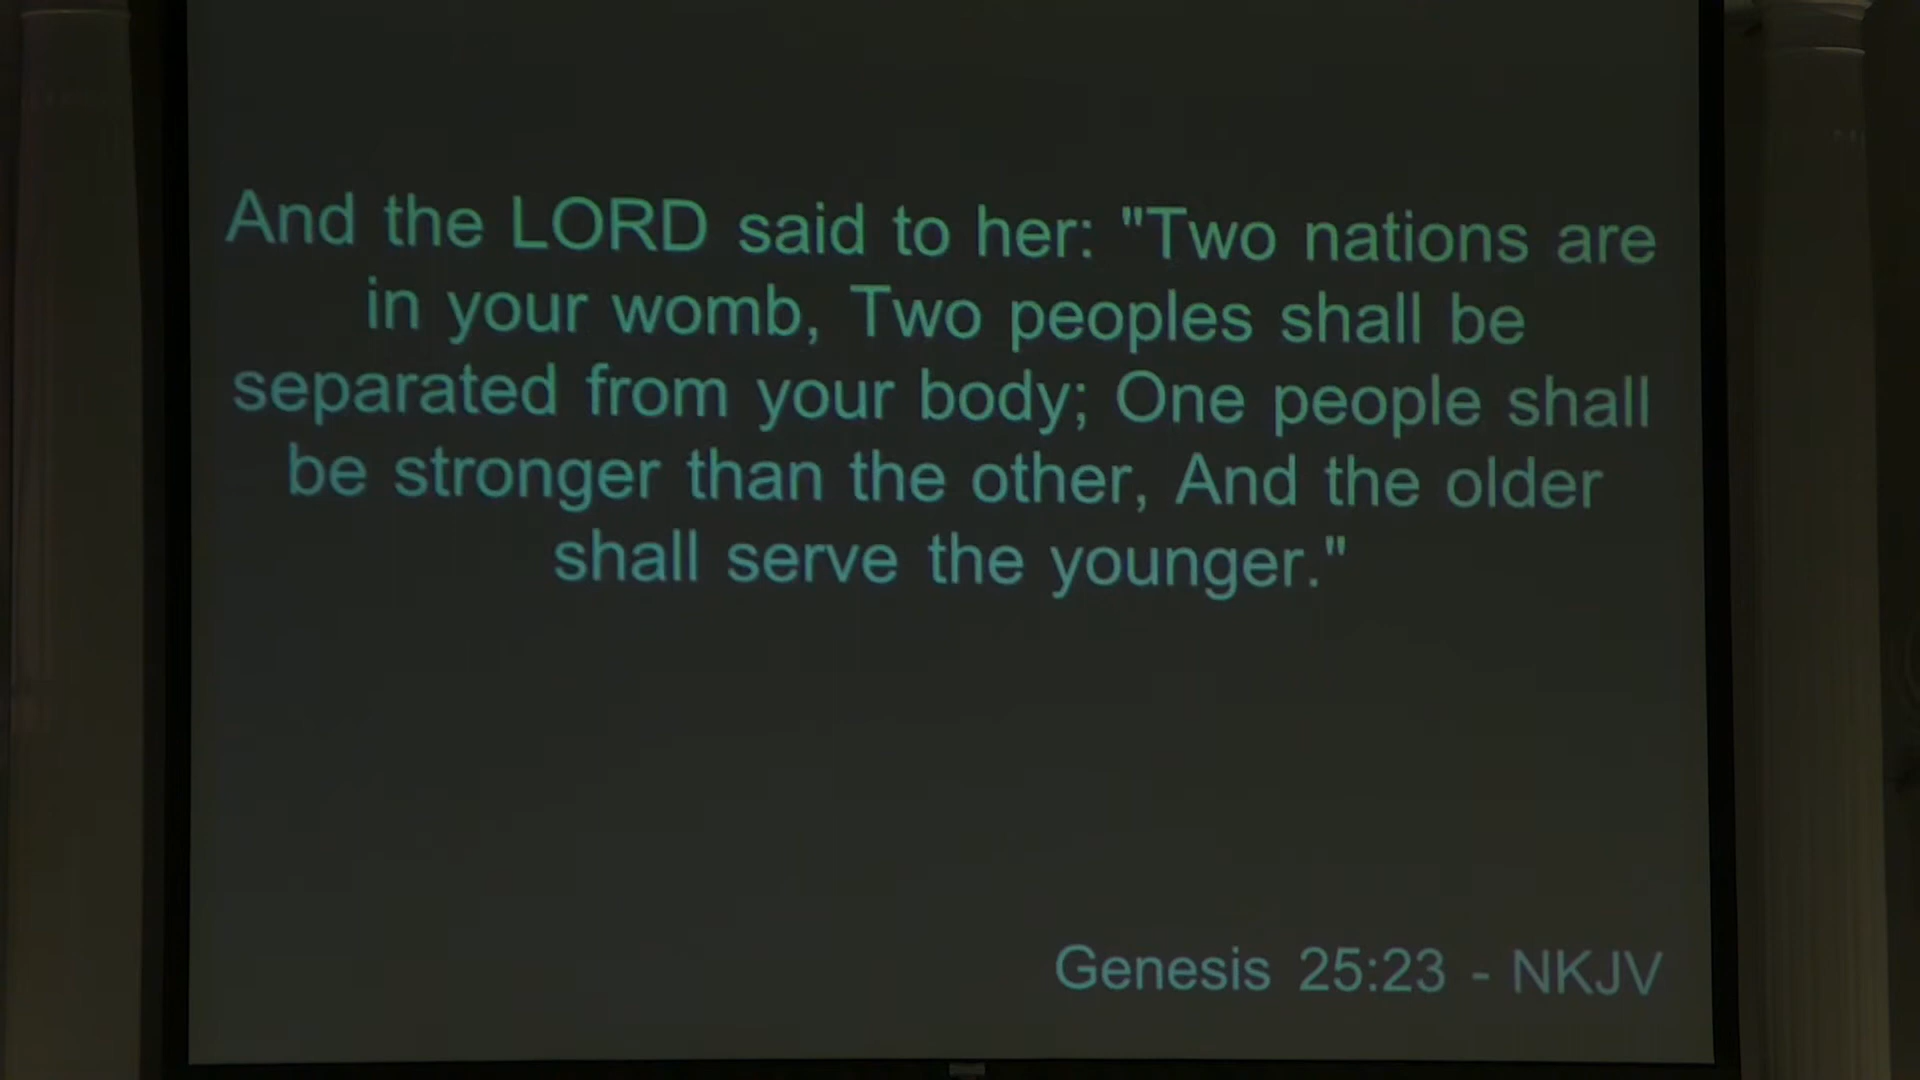 And the LORD said to her: "Two nations are
in your womb, Two peoples shall be
separated from your body; One people shall
be stronger than the other, And the older
shall serve the younger."
Genesis 25:23 - NKJV